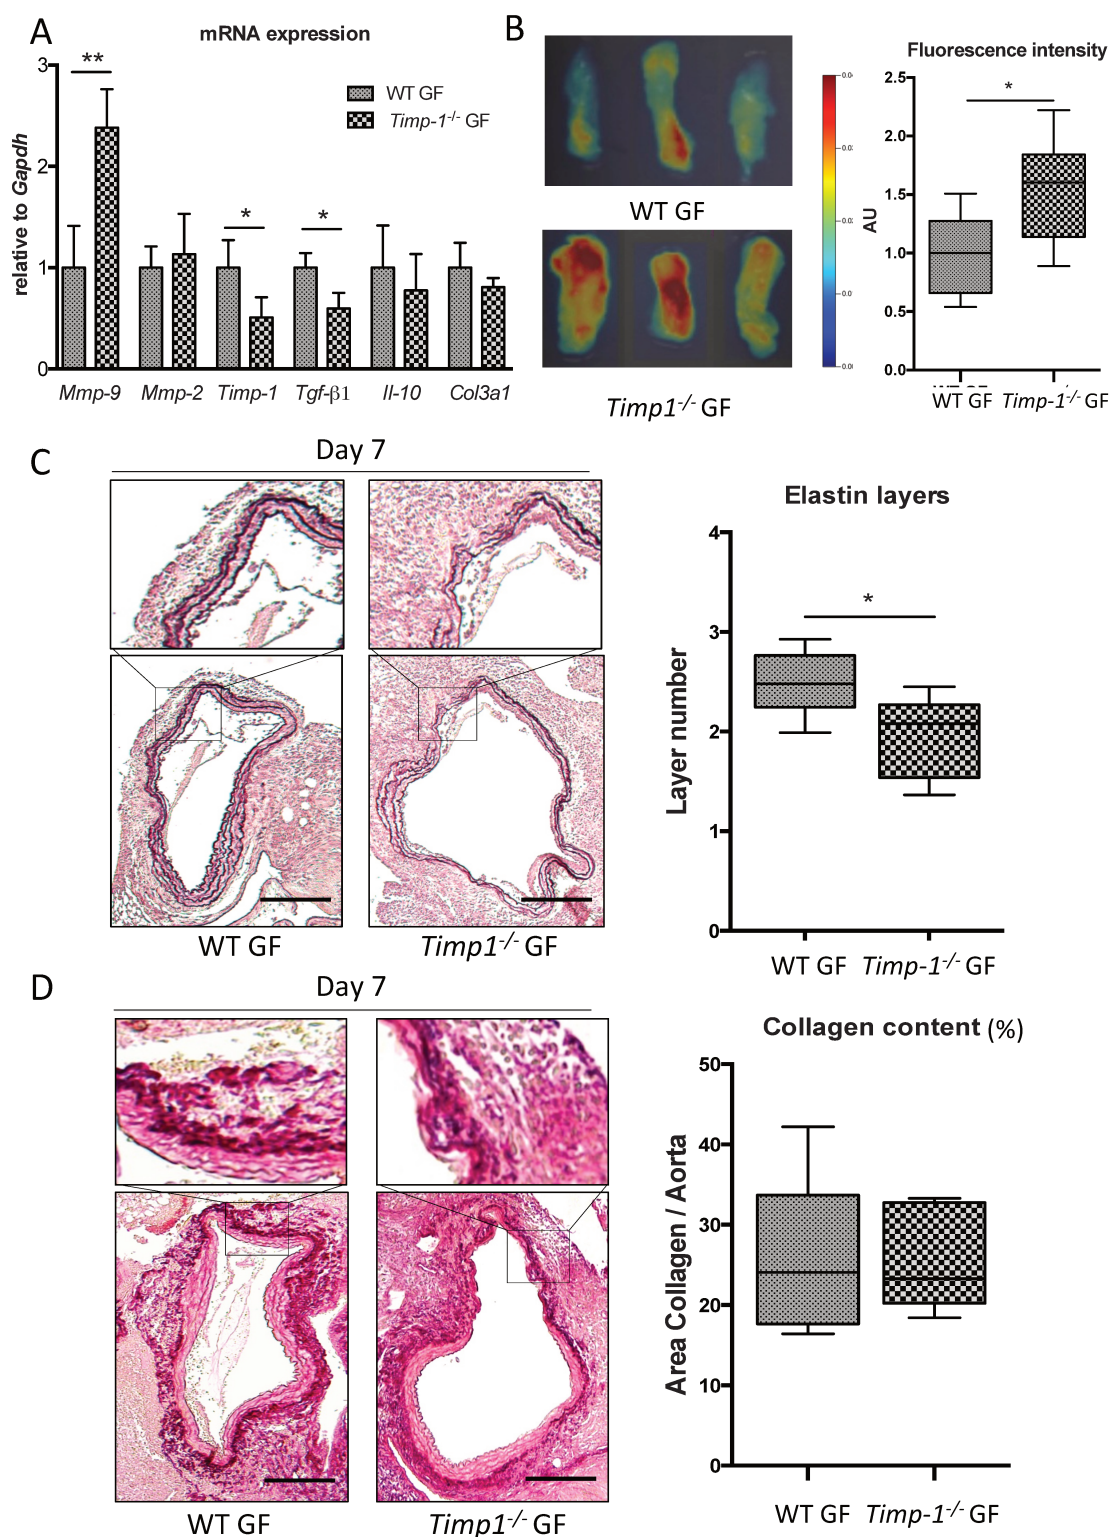 A
mRNA expression
relative to Gapdh
3
2
1
0
**
*
*
WT GF
Timp-1-/- GF
Mmp-9 Mmp-2 Timp-1 Tgf-β1 Il-10 Col3a1
B
WT GF
Timp1-/- GF
Fluorescence intensity
AU
2.5
2.0
1.5
1.0
0.5
0.0
*
WT GF Timp-1-/- GF
C
Day 7
WT GF Timp1-/- GF
Elastin layers
Layer number
4
3
2
1
0
*
WT GF Timp-1-/- GF
D
Day 7
WT GF Timp1-/- GF
Collagen content (%)
Area Collagen / Aorta
50
40
30
20
10
0
WT GF Timp-1-/- GF